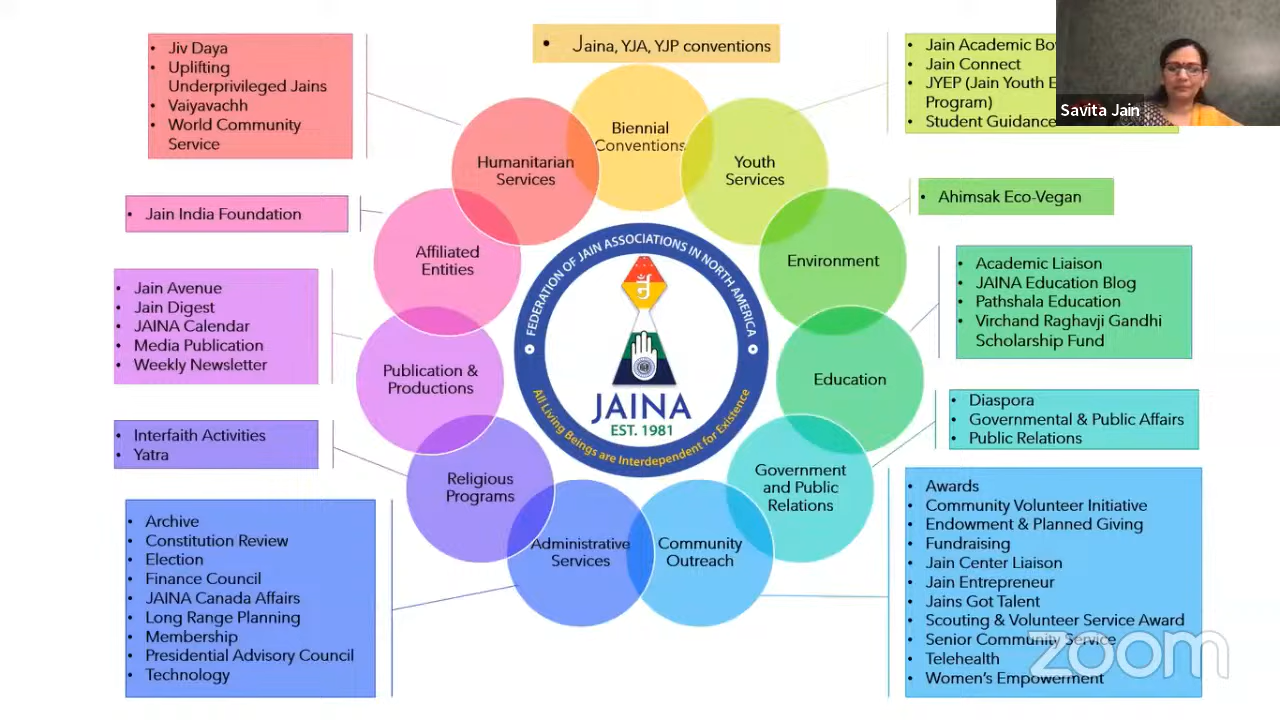 • Jaina, YJA, YJP conventions
• Jiv Daya
• Uplifting
Underprivileged Jains
• Vaiyavachh
• World Community
Service
• Jain Academic
• Jain Connect
• JYEP (Jain Youth
Program)
• Student Guidance
Savita Jain
Biennial
Conventions
Humanitarian
Services
Youth
Services
• Jain India Foundation
• Ahimsak Eco-Vegan
Affiliated
Entities
Environment
FEDERATION OF JAIN ASSOCIATIONS IN NORTH AMERICA
JAINA
EST. 1981
All Living Beings are Interdependent for Existence
• Jain Avenue
• Jain Digest
• JAINA Calendar
• Media Publication
• Weekly Newsletter
• Academic Liaison
• JAINA Education Blog
• Pathshala Education
• Virchand Raghavji Gandhi
Scholarship Fund
Publication &
Productions
Education
• Interfaith Activities
• Yatra
• Diaspora
• Governmental & Public Affairs
• Public Relations
Religious
Programs
Government
and Public
Relations
Administrative
Services
Community
Outreach
• Archive
• Constitution Review
• Election
• Finance Council
• JAINA Canada Affairs
• Long Range Planning
• Membership
• Presidential Advisory Council
• Technology
• Awards
• Community Volunteer Initiative
• Endowment & Planned Giving
• Fundraising
• Jain Center Liaison
• Jain Entrepreneur
• Jains Got Talent
• Scouting & Volunteer Service Award
• Senior Community Service
• Telehealth
• Women's Empowerment
zoom